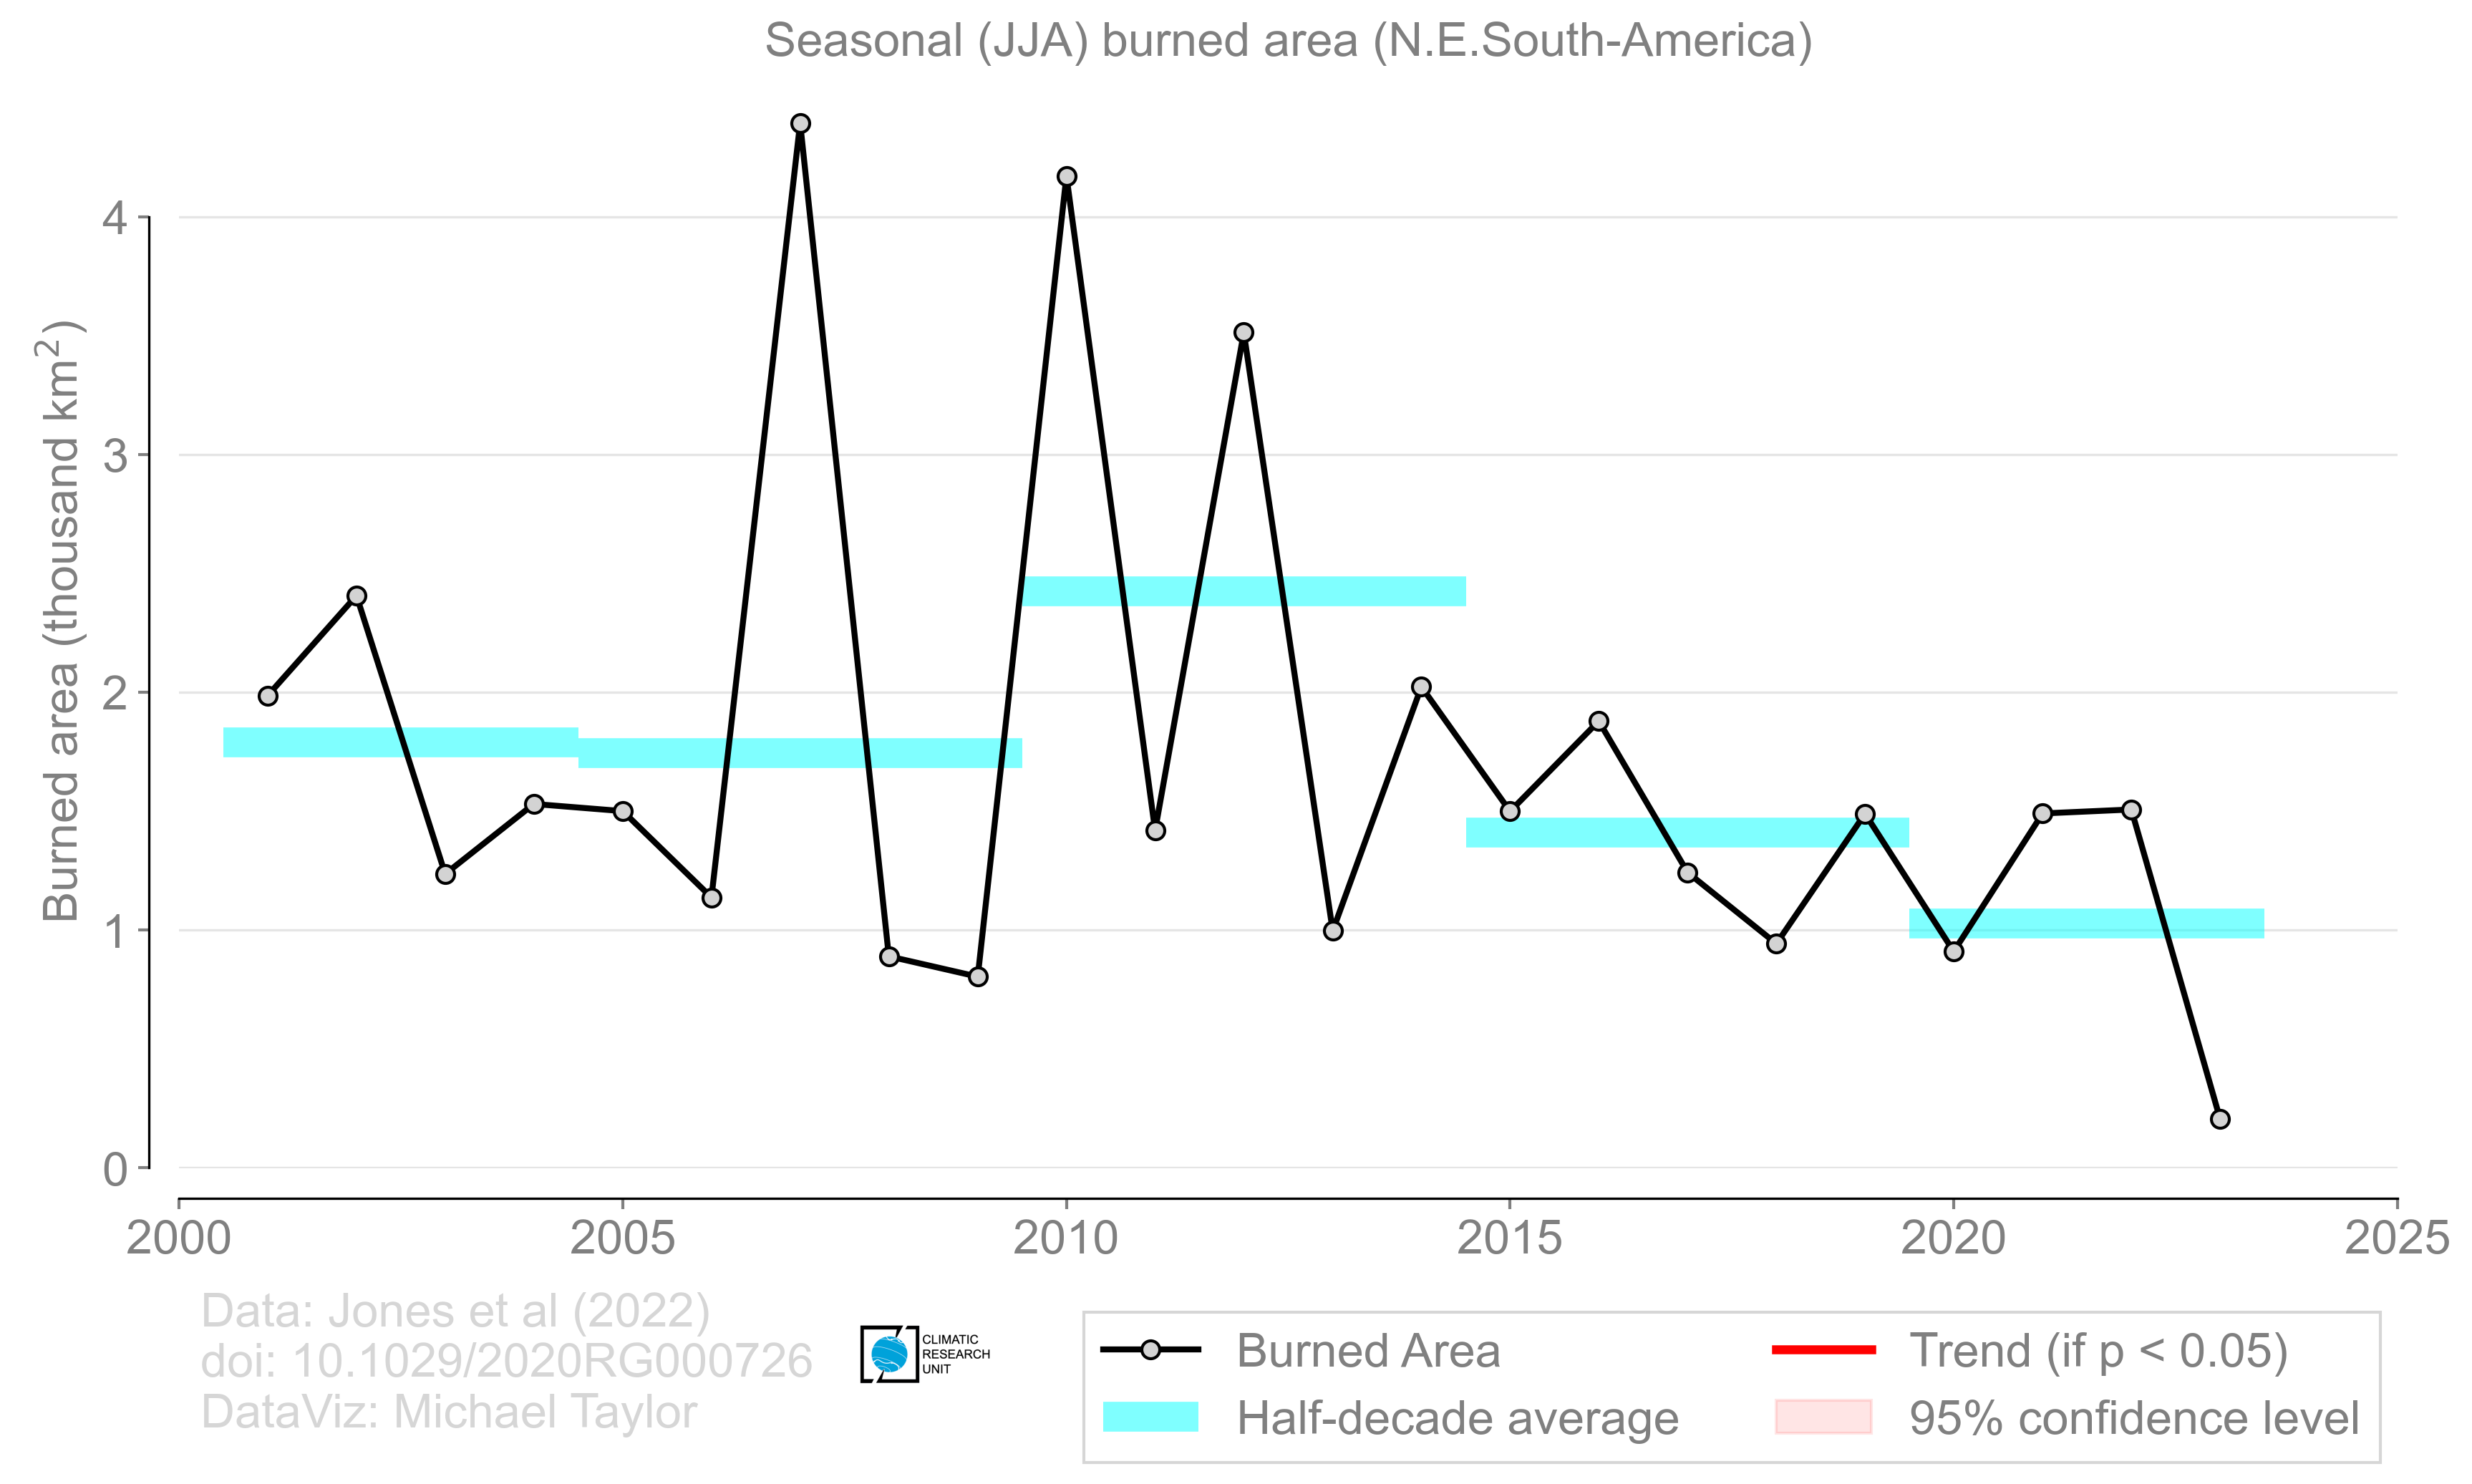 Seasonal (JJA) burned area (N.E.South-America)
Burned area (thousand km²)
4
3
2
1
0
2000 2005 2010 2015 2020 2025
Data: Jones et al (2022)
doi: 10.1029/2020RG000726
DataViz: Michael Taylor
CLIMATIC
RESEARCH
UNIT
Burned Area
Half-decade average
Trend (if p < 0.05)
95% confidence level